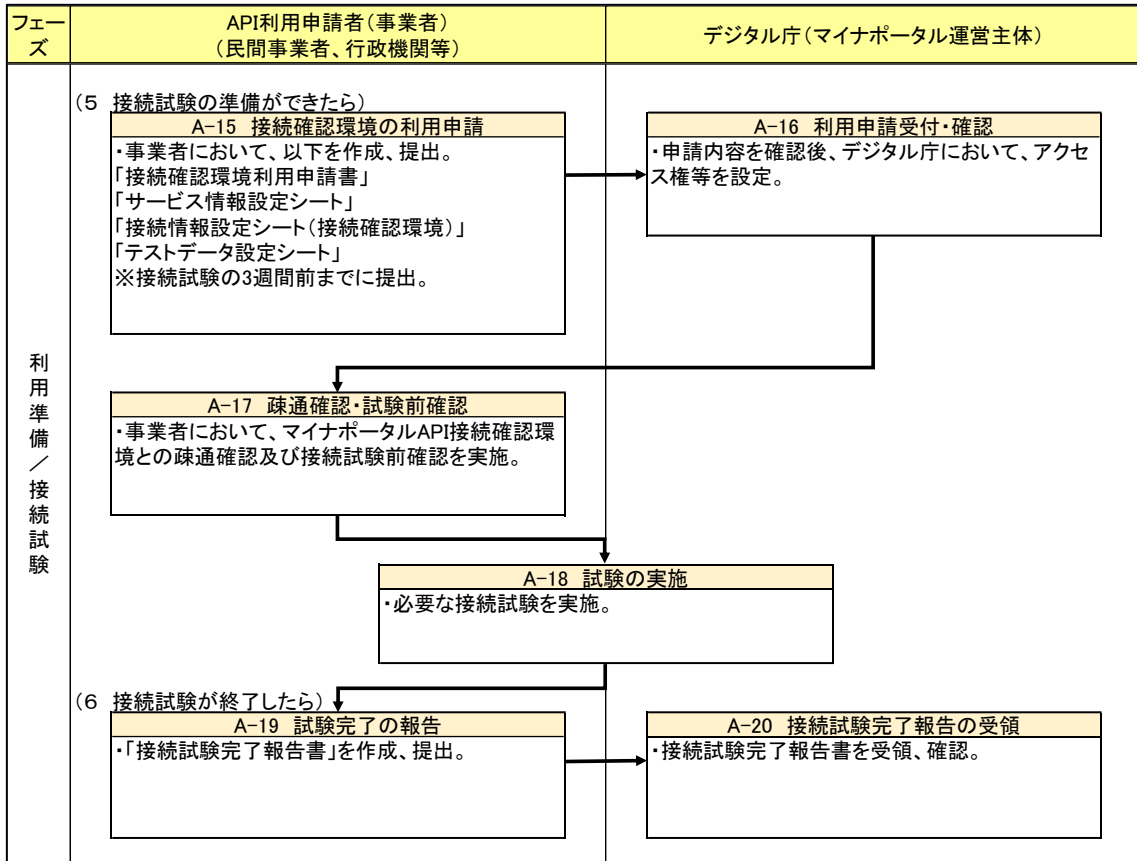 フェーズ
API利用申請者（事業者）
（民間事業者、行政機関等）
デジタル庁（マイナポータル運営主体）
利用準備／接続試験
（５ 接続試験の準備ができたら）
A-15 接続確認環境の利用申請
・事業者において、以下を作成、提出。
「接続確認環境利用申請書」
「サービス情報設定シート」
「接続情報設定シート（接続確認環境）」
「テストデータ設定シート」
※接続試験の3週間前までに提出。
A-16 利用申請受付・確認
・申請内容を確認後、デジタル庁において、アクセ
ス権等を設定。
A-17 疎通確認・試験前確認
・事業者において、マイナポータルAPI接続確認環
境との疎通確認及び接続試験前確認を実施。
A-18 試験の実施
・必要な接続試験を実施。
（６ 接続試験が終了したら）
A-19 試験完了の報告
・「接続試験完了報告書」を作成、提出。
A-20 接続試験完了報告の受領
・接続試験完了報告書を受領、確認。